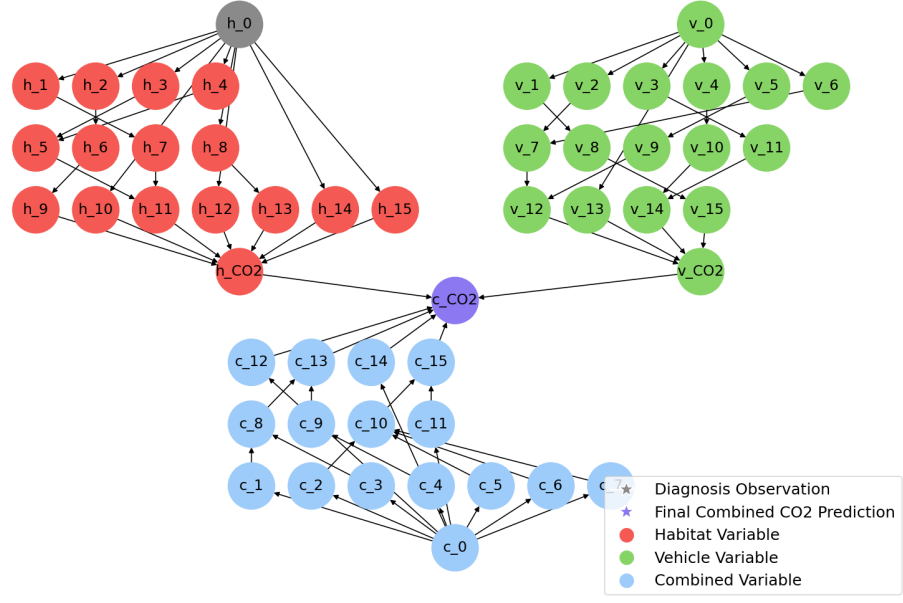 h_0 v_0
h_1 h_2 h_3 h_4 v_1 v_2 v_3 v_4 v_5 v_6
h_5 h_6 h_7 h_8 v_7 v_8 v_9 v_10 v_11
h_9 h_10 h_11 h_12 h_13 h_14 h_15 v_12 v_13 v_14 v_15
h_CO2 v_CO2
c_CO2
c_12 c_13 c_14 c_15
c_8 c_9 c_10 c_11
c_1 c_2 c_3 c_4 c_5 c_6 c_7
c_0
Diagnosis Observation
Final Combined CO2 Prediction
Habitat Variable
Vehicle Variable
Combined Variable